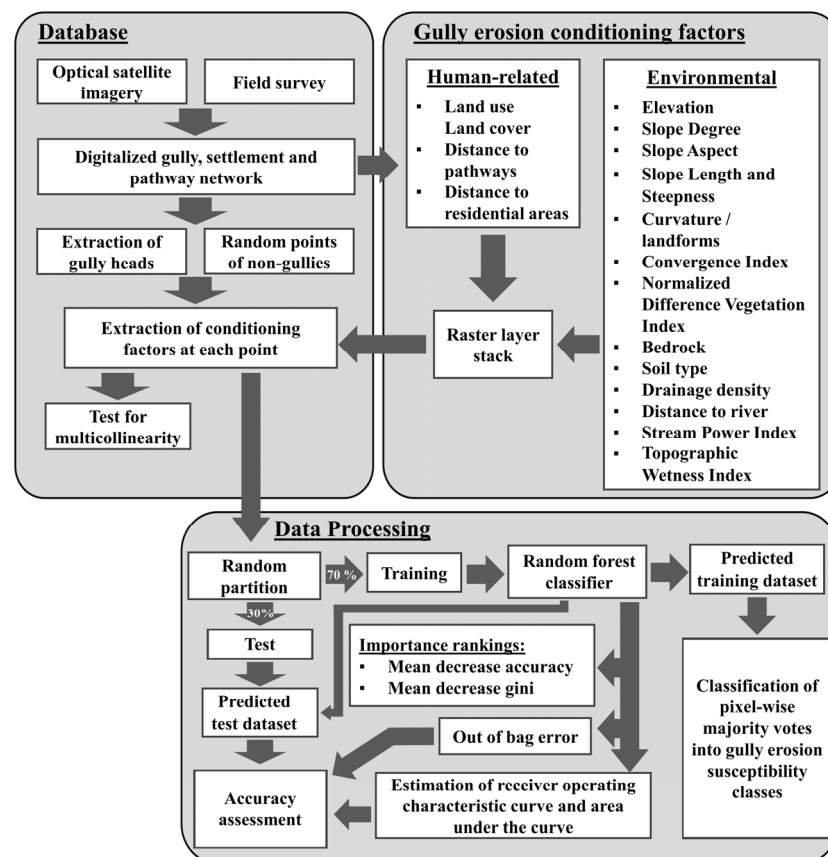 Database
Optical satellite
imagery
Field survey
Digitalized gully, settlement and
pathway network
Extraction of
gully heads
Random points
of non-gullies
Extraction of conditioning
factors at each point
Test for
multicollinearity
Gully erosion conditioning factors
Human-related
▪ Land use
Land cover
▪ Distance to
pathways
▪ Distance to
residential areas
Raster layer
stack
Environmental
▪ Elevation
▪ Slope Degree
▪ Slope Aspect
▪ Slope Length and
Steepness
▪ Curvature /
landforms
▪ Convergence Index
▪ Normalized
Difference Vegetation
Index
▪ Bedrock
▪ Soil type
▪ Drainage density
▪ Distance to river
▪ Stream Power Index
▪ Topographic
Wetness Index
Data Processing
Random
partition
70 %
Training
Random forest
classifier
Predicted
training dataset
30%
Test
Importance rankings:
▪ Mean decrease accuracy
▪ Mean decrease gini
Predicted
test dataset
Out of bag error
Classification of
pixel-wise
majority votes
into gully erosion
susceptibility
classes
Accuracy
assessment
Estimation of receiver operating
characteristic curve and area
under the curve